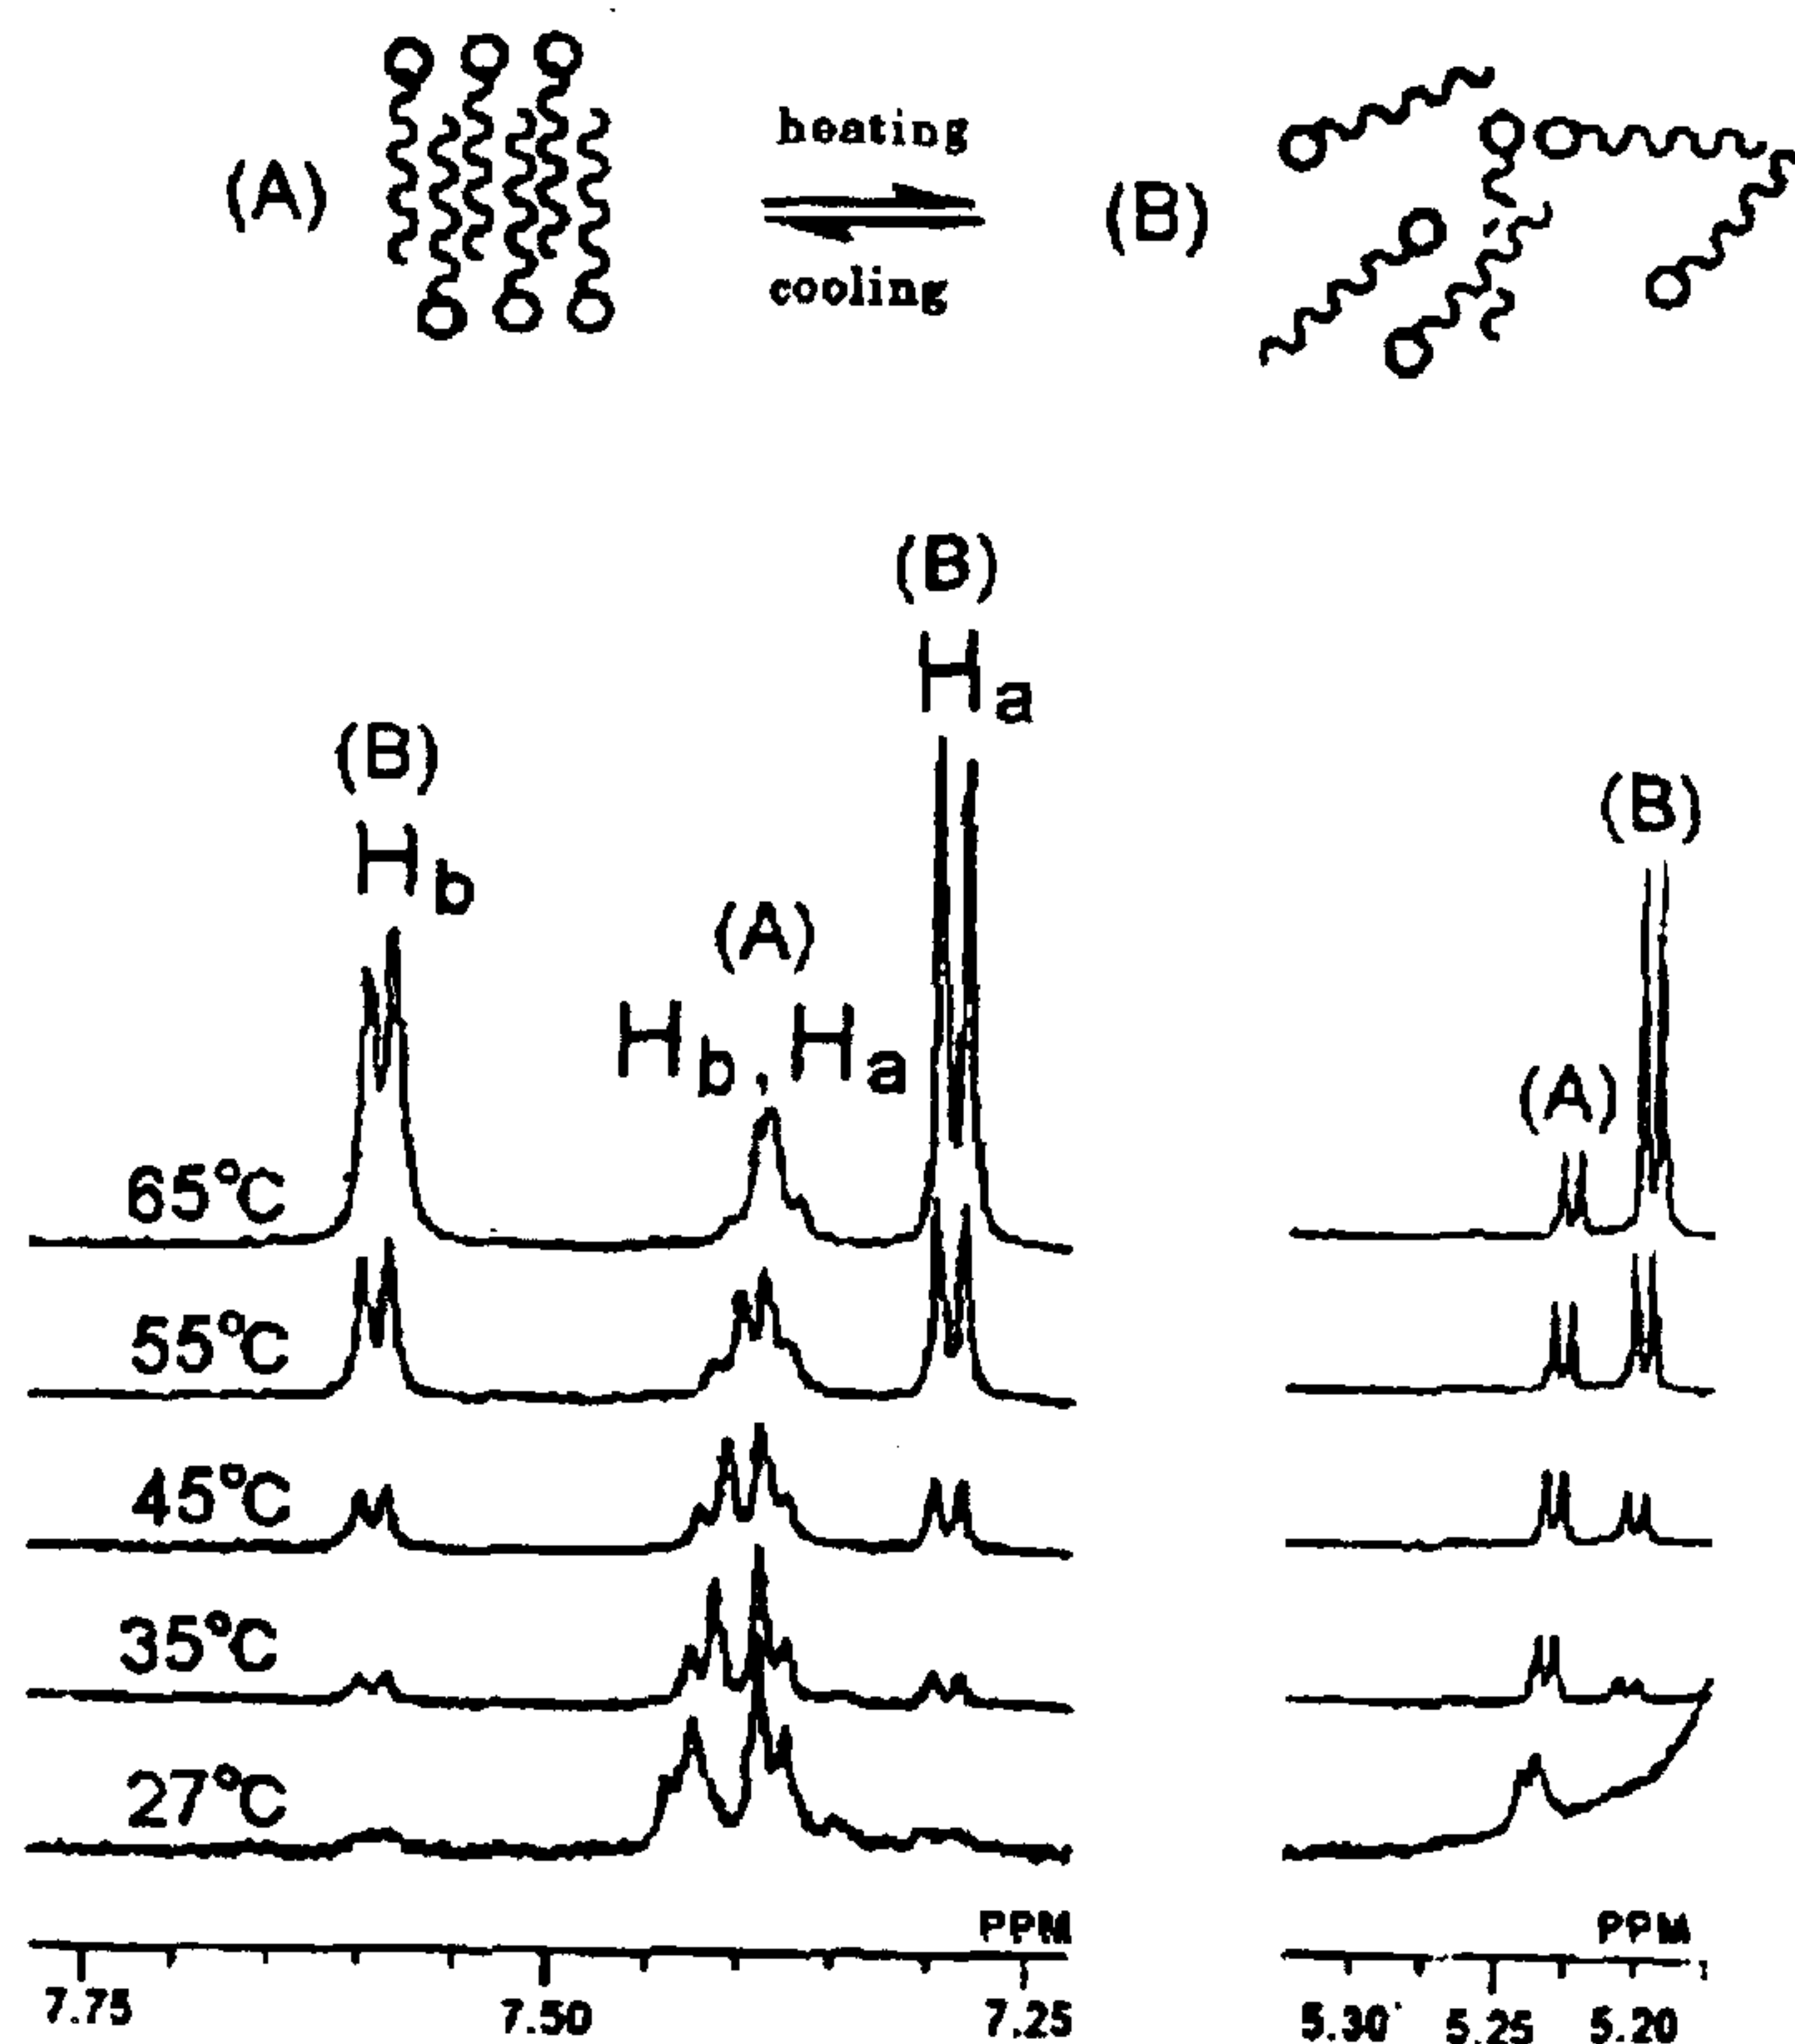 heating
(A)
(B)
cooling
(B)
Ha
(B)
(B)
Hb
(A)
Hb, Ha
(A)
65°C
55°C
45°C
35°C
27°C
PPM
PPM
7.75
7.50
7.25
5.30
5.25
5.20